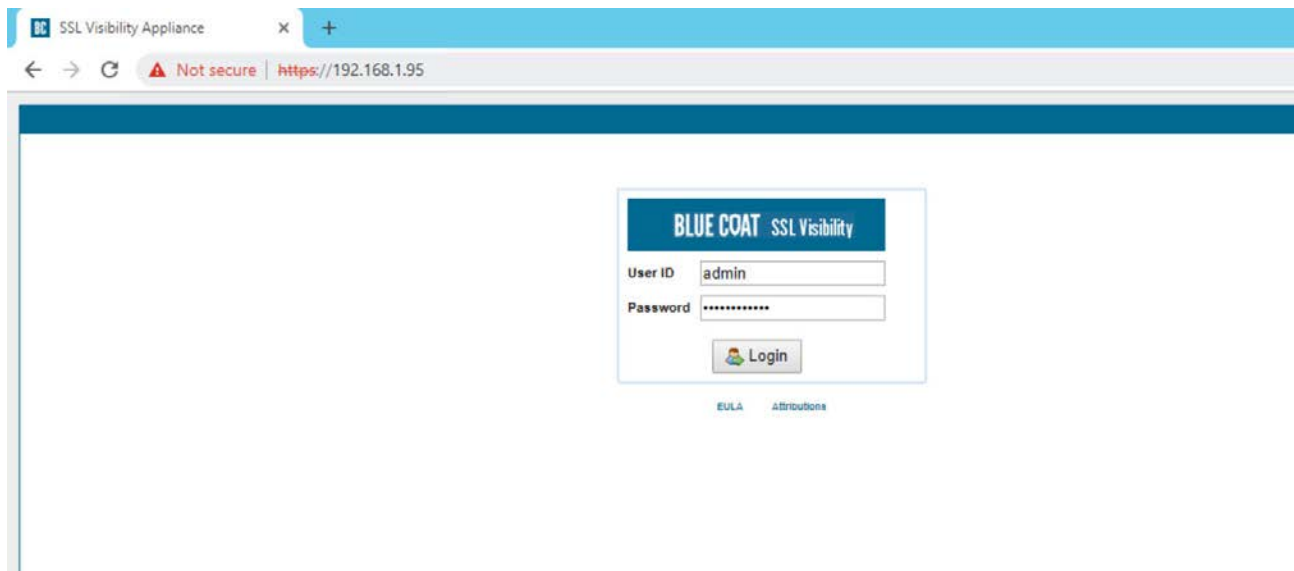 BC SSL Visibility Appliance
Not secure | https://192.168.1.95
BLUE COAT SSL Visibility
User ID admin
Password ••••••••••••
Login
EULA Attributions